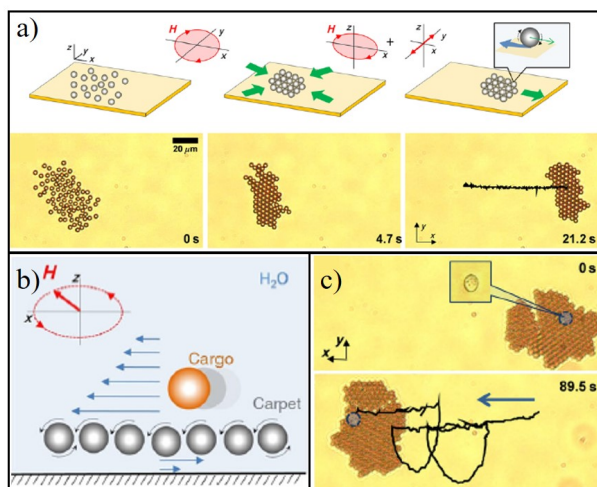 a)
H
y
x
z
y
x
H
y
x
+
z
y
x
20 μm
0 s
4.7 s
y
x
21.2 s
b)
H
z
x
H₂O
Cargo
Carpet
c)
0 s
y
x
89.5 s